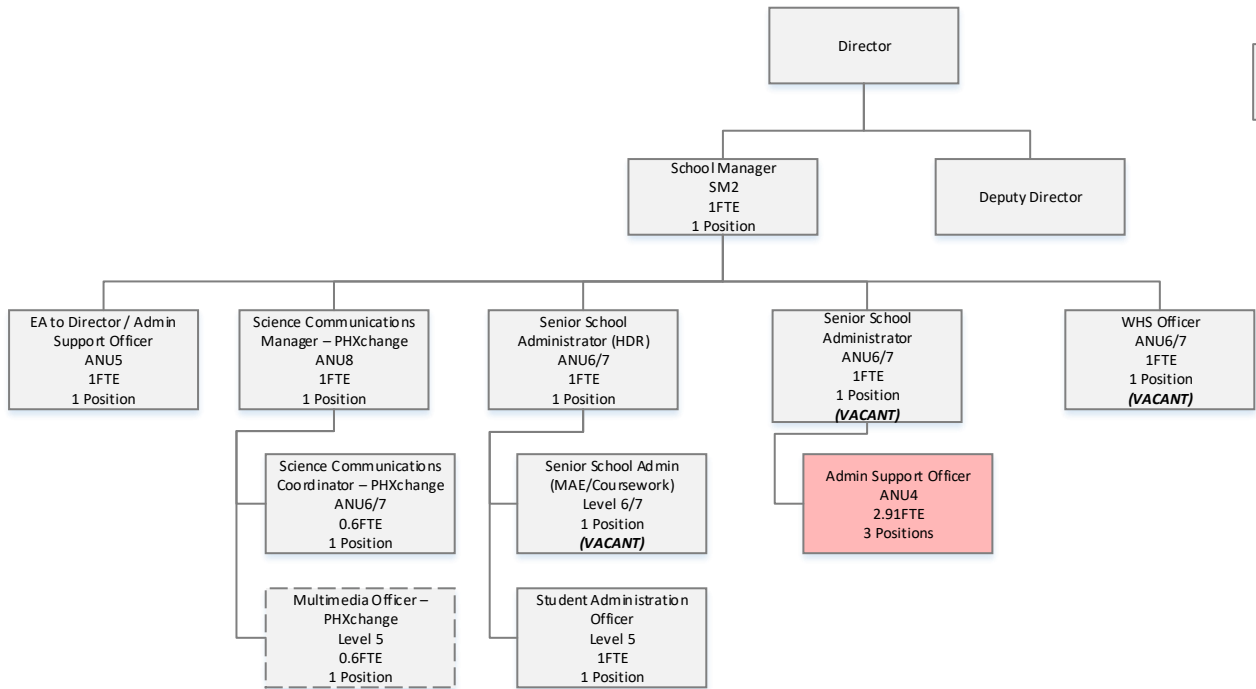 Director
School Manager
SM2
1FTE
1 Position
Deputy Director
EA to Director / Admin
Support Officer
ANU5
1FTE
1 Position
Science Communications
Manager – PHXchange
ANU8
1FTE
1 Position
Senior School
Administrator (HDR)
ANU6/7
1FTE
1 Position
Senior School
Administrator
ANU6/7
1FTE
1 Position
(VACANT)
WHS Officer
ANU6/7
1FTE
1 Position
(VACANT)
Science Communications
Coordinator – PHXchange
ANU6/7
0.6FTE
1 Position
Senior School Admin
(MAE/Coursework)
Level 6/7
1 Position
(VACANT)
Admin Support Officer
ANU4
2.91FTE
3 Positions
Multimedia Officer –
PHXchange
Level 5
0.6FTE
1 Position
Student Administration
Officer
Level 5
1FTE
1 Position